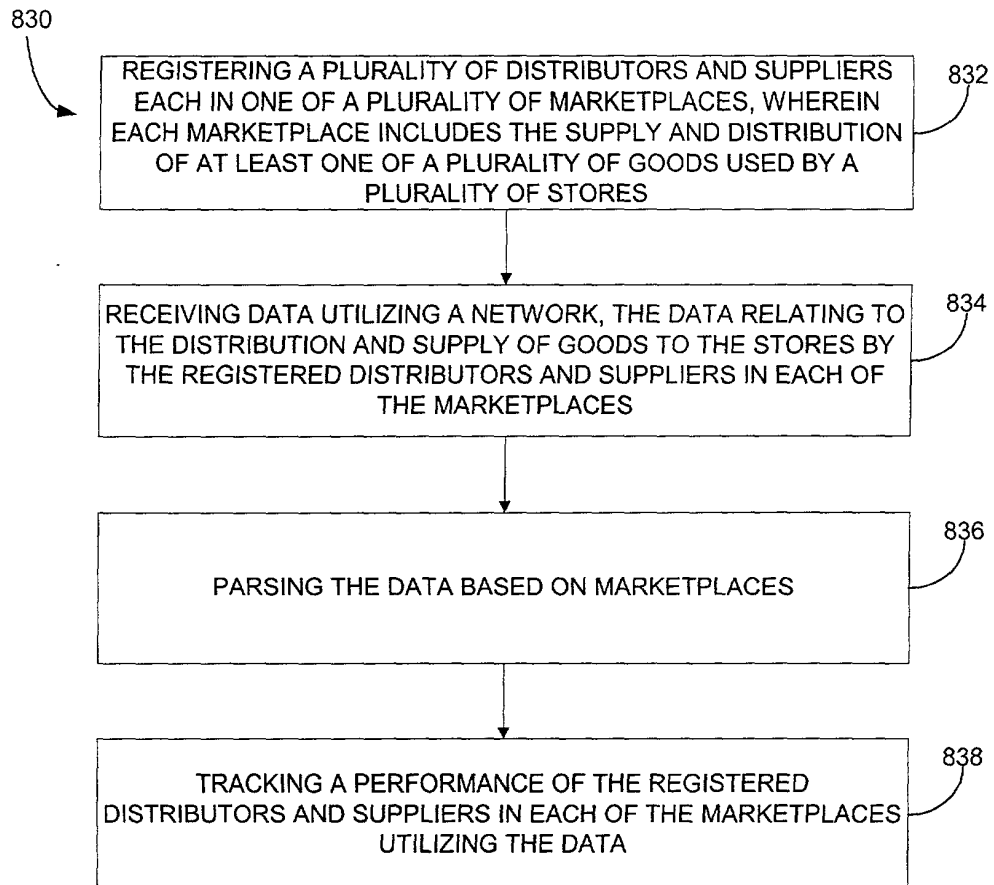 830
REGISTERING A PLURALITY OF DISTRIBUTORS AND SUPPLIERS
EACH IN ONE OF A PLURALITY OF MARKETPLACES, WHEREIN
EACH MARKETPLACE INCLUDES THE SUPPLY AND DISTRIBUTION
OF AT LEAST ONE OF A PLURALITY OF GOODS USED BY A
PLURALITY OF STORES
832
RECEIVING DATA UTILIZING A NETWORK, THE DATA RELATING TO
THE DISTRIBUTION AND SUPPLY OF GOODS TO THE STORES BY
THE REGISTERED DISTRIBUTORS AND SUPPLIERS IN EACH OF
THE MARKETPLACES
834
PARSING THE DATA BASED ON MARKETPLACES
836
TRACKING A PERFORMANCE OF THE REGISTERED
DISTRIBUTORS AND SUPPLIERS IN EACH OF THE MARKETPLACES
UTILIZING THE DATA
838